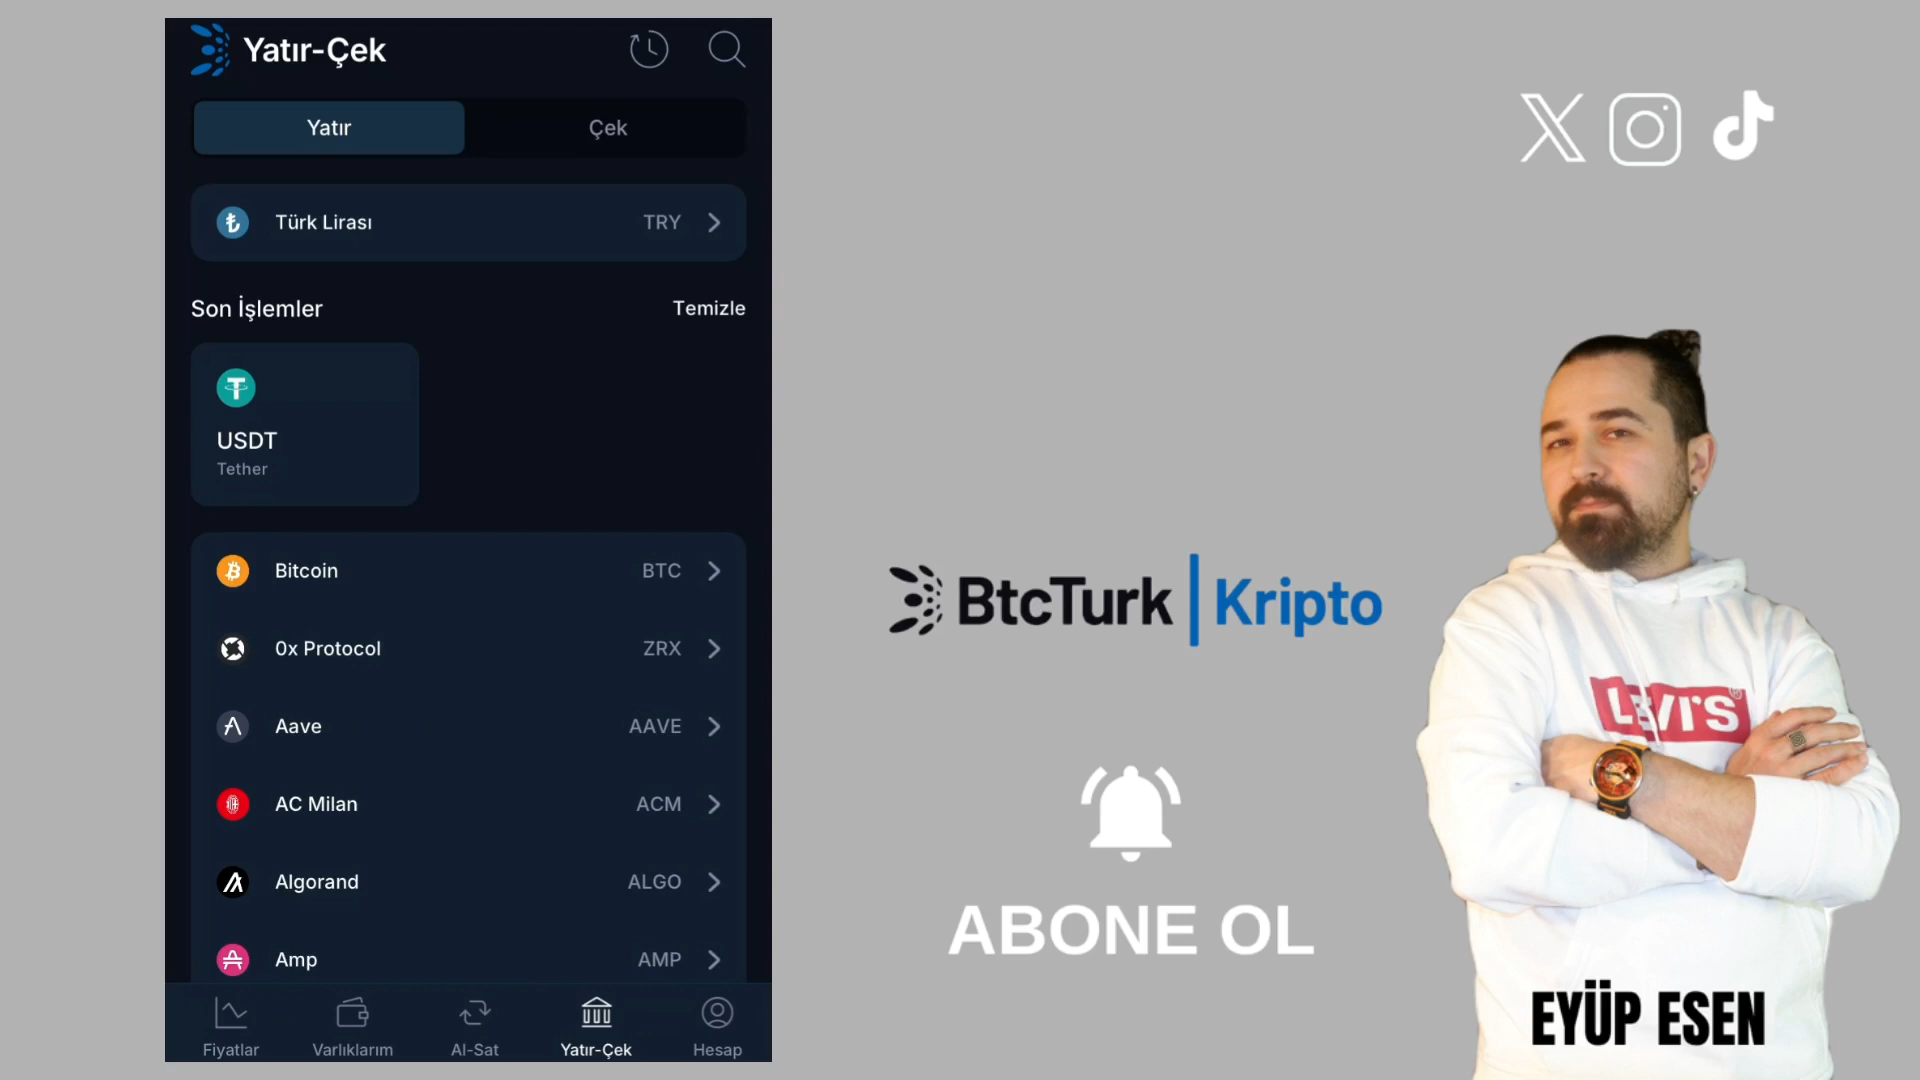 Yatır-Çek
Yatır
Çek
Türk Lirası
TRY
Son İşlemler
Temizle
USDT
Tether
Bitcoin
BTC
0x Protocol
ZRX
Aave
AAVE
AC Milan
ACM
Algorand
ALGO
Amp
AMP
Fiyatlar
Varlıklarım
Al-Sat
Yatır-Çek
Hesap
BtcTurk | Kripto
ABONE OL
LEVI'S
EYÜP ESEN